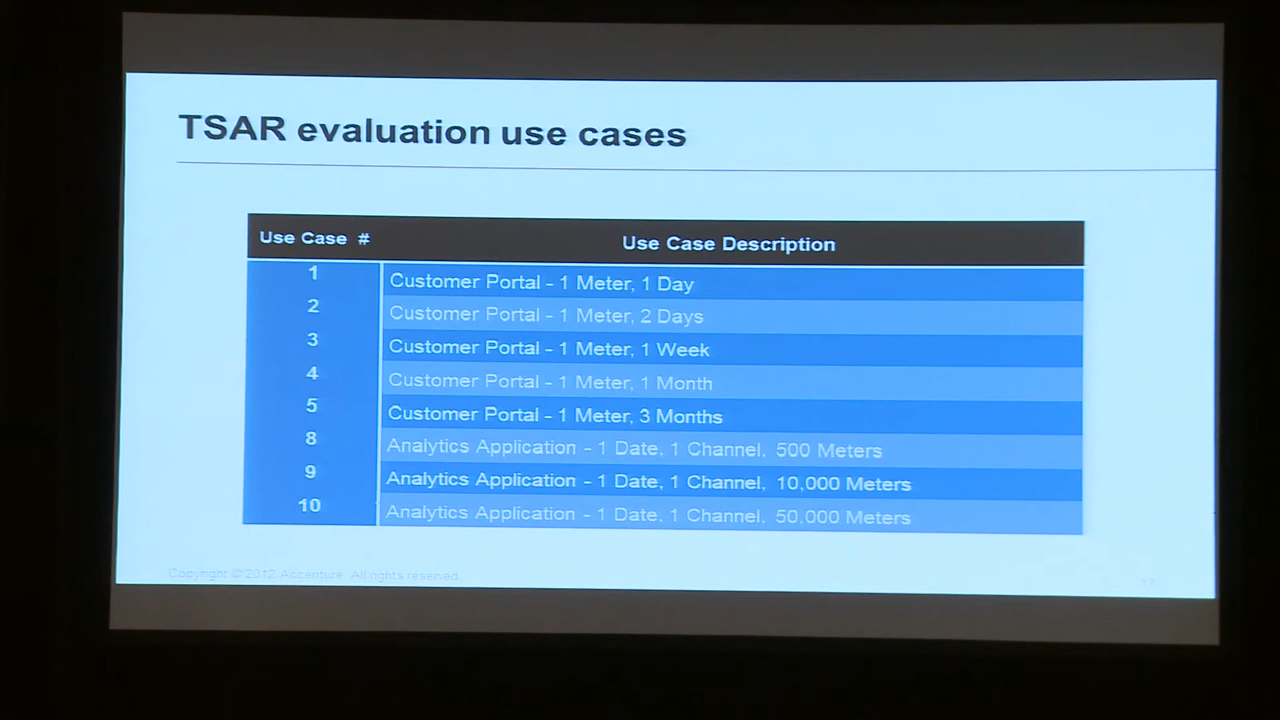 TSAR evaluation use cases
Use Case # Use Case Description
1 Customer Portal - 1 Meter, 1 Day
2 Customer Portal - 1 Meter, 2 Days
3 Customer Portal - 1 Meter, 1 Week
4 Customer Portal - 1 Meter, 1 Month
5 Customer Portal - 1 Meter, 3 Months
8 Analytics Application - 1 Date, 1 Channel, 500 Meters
9 Analytics Application - 1 Date, 1 Channel, 10,000 Meters
10 Analytics Application - 1 Date, 1 Channel, 50,000 Meters
Copyright © 2012 Accenture. All rights reserved.